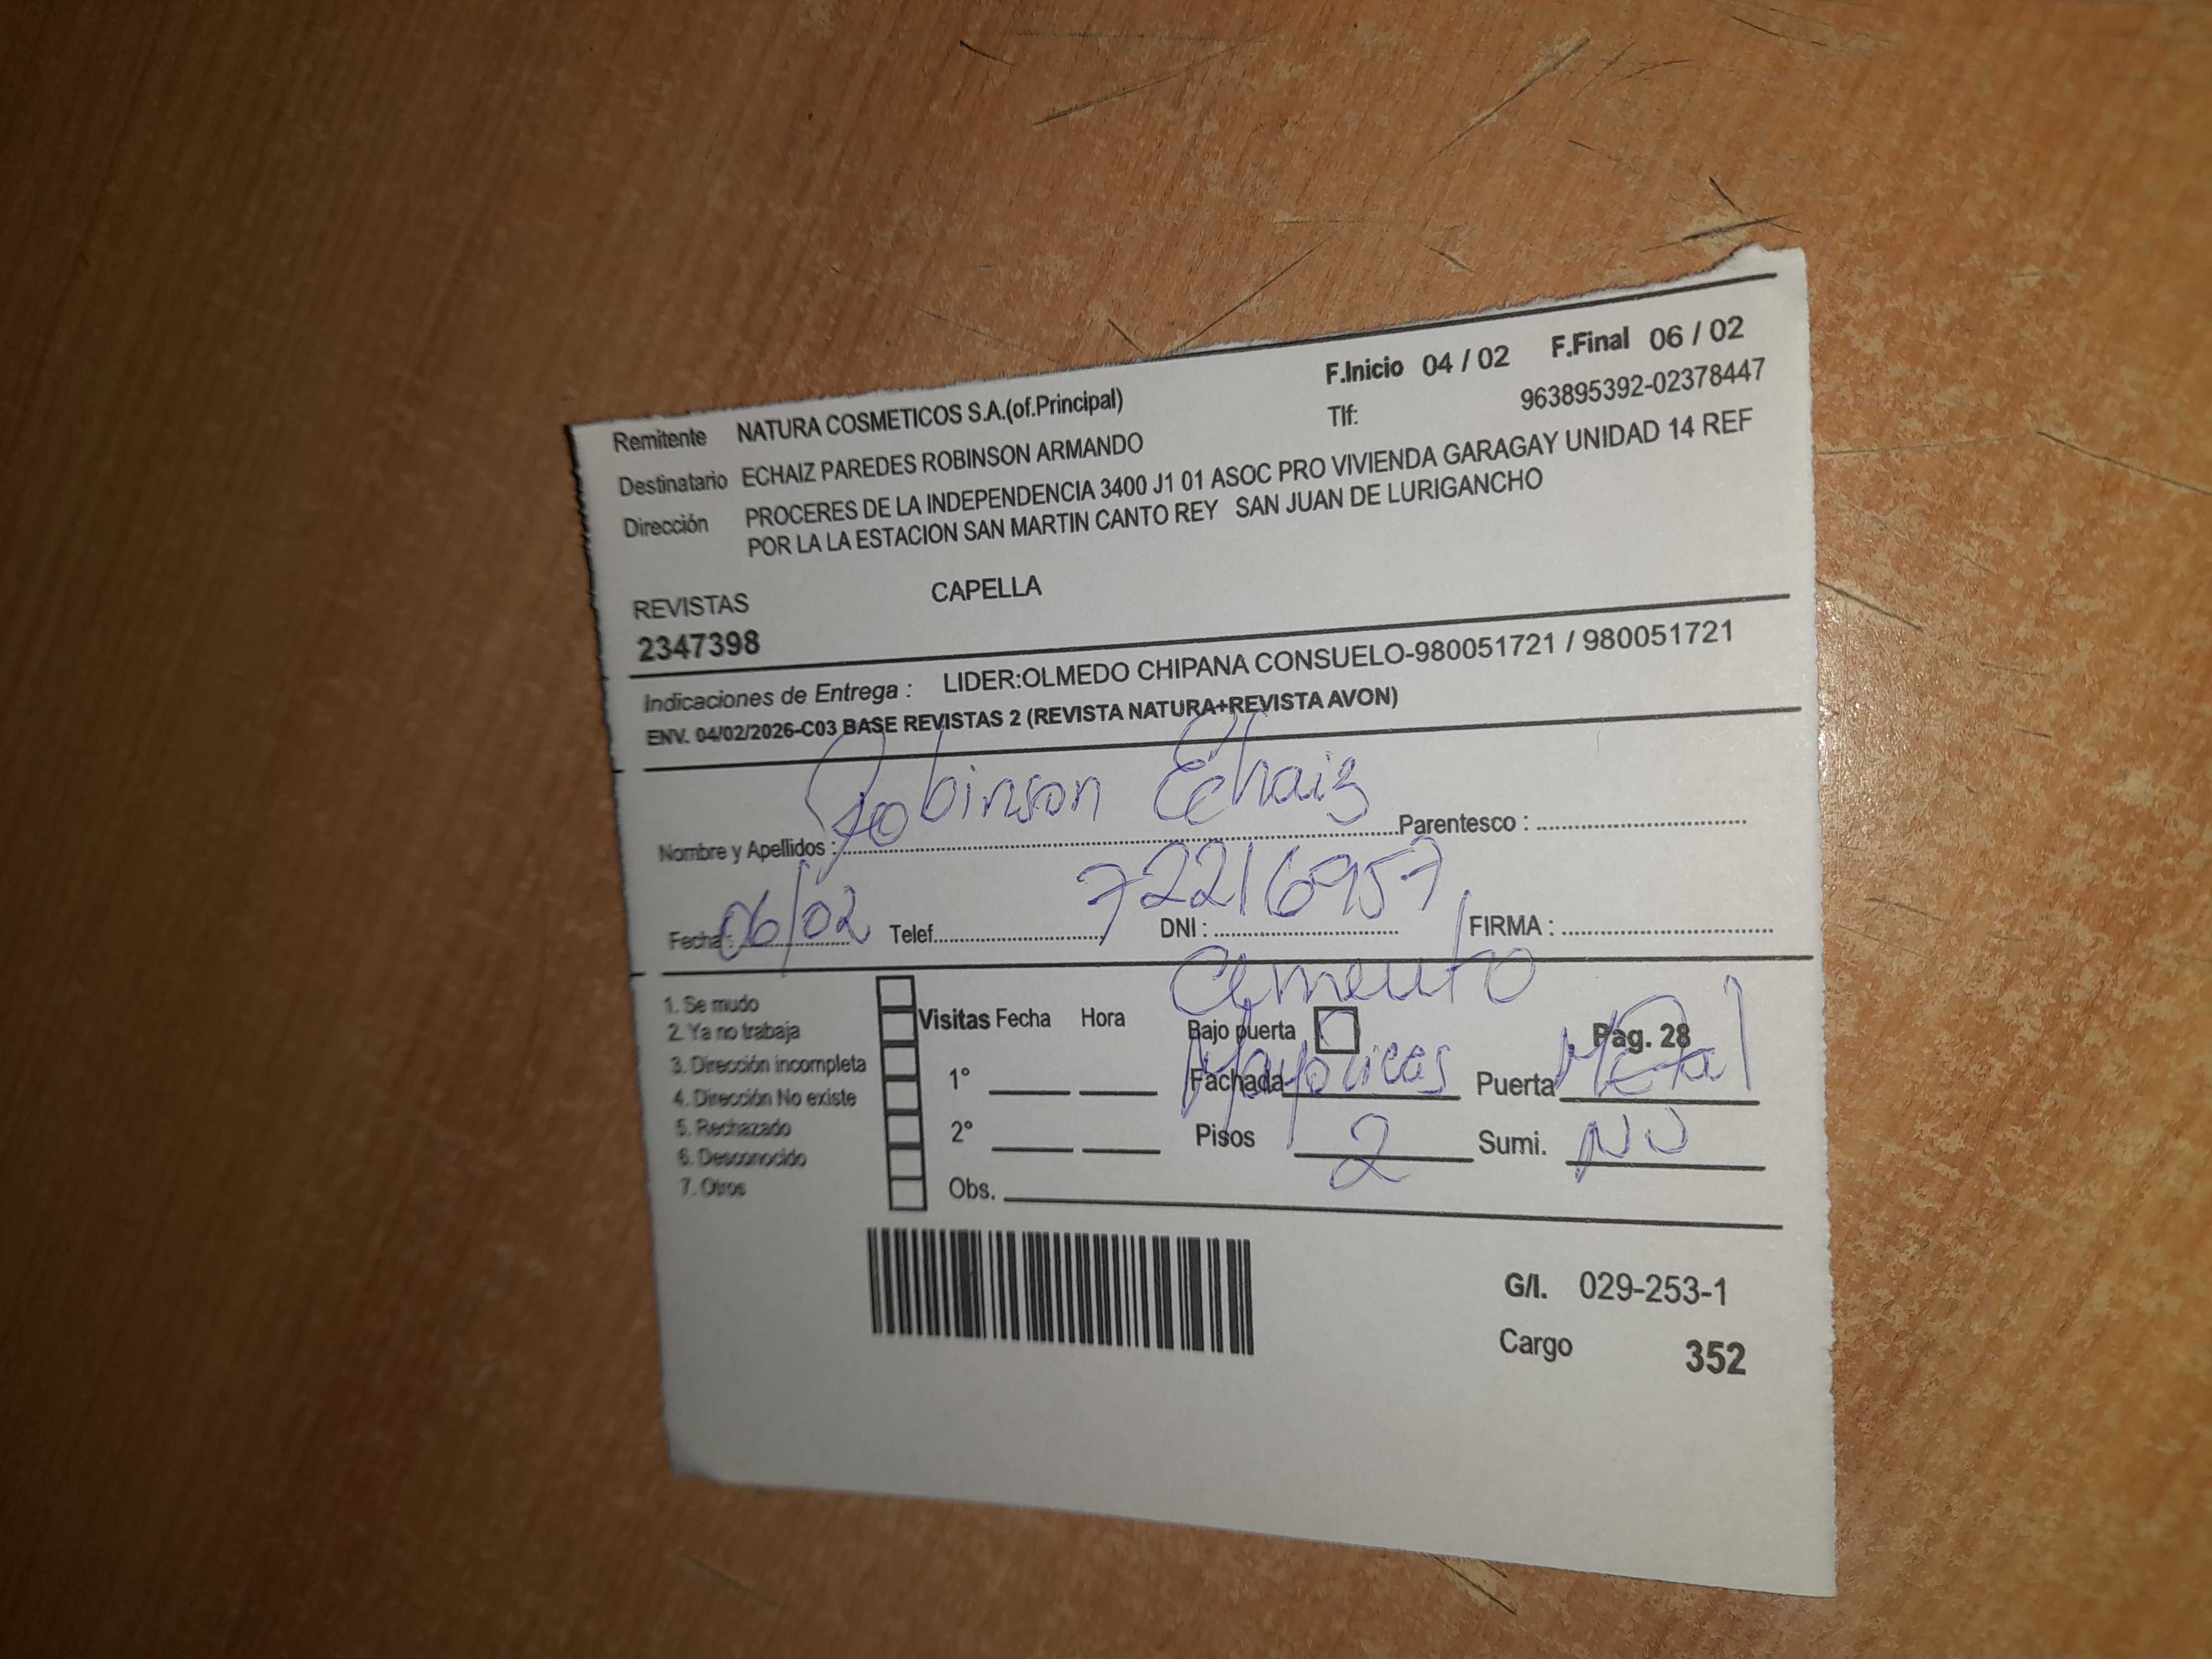 F.Inicio 04 / 02 F.Final 06 / 02
Remitente NATURA COSMETICOS S.A.(of.Principal) Tlf: 963895392-02378447
Destinatario ECHAIZ PAREDES ROBINSON ARMANDO
Dirección PROCERES DE LA INDEPENDENCIA 3400 J1 01 ASOC PRO VIVIENDA GARAGAY UNIDAD 14 REF
POR LA LA ESTACION SAN MARTIN CANTO REY SAN JUAN DE LURIGANCHO
REVISTAS CAPELLA
2347398
Indicaciones de Entrega : LIDER:OLMEDO CHIPANA CONSUELO-980051721 / 980051721
ENV. 04/02/2026-C03 BASE REVISTAS 2 (REVISTA NATURA+REVISTA AVON)
Nombre y Apellidos : Robinson Echaiz Parentesco :
Fecha : 06/02 Telef. DNI : 72216957 FIRMA :
Cemento
1. Se mudo
2. Ya no trabaja
3. Dirección incompleta
4. Dirección No existe
5. Rechazado
6. Desconocido
7. Otros
Visitas Fecha Hora
1°
2°
Obs.
Bajo puerta Pag. 28
Fachada Mayolicas Puerta Metal
Pisos 2 Sumi. NO
G/I. 029-253-1
Cargo 352